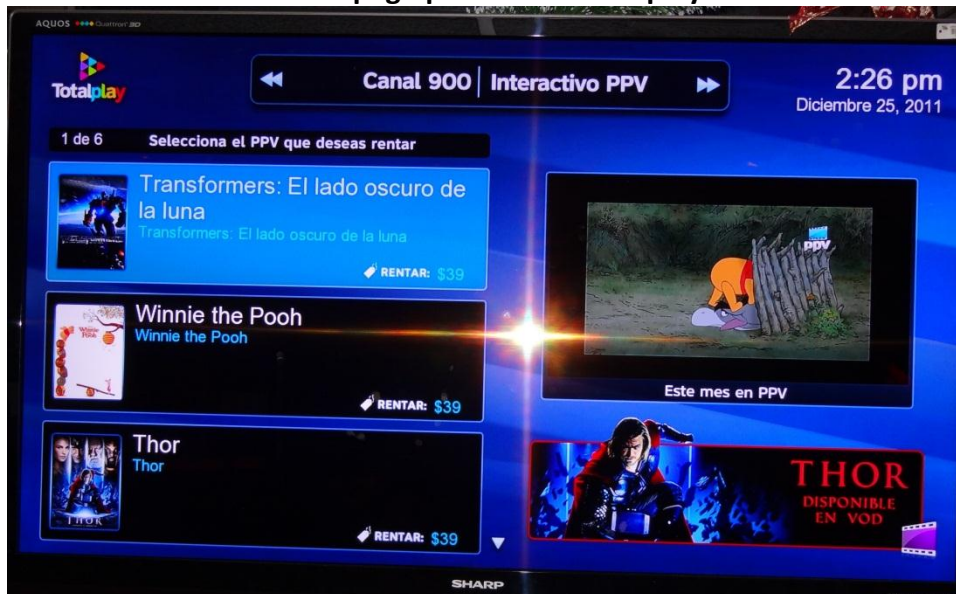 AQUOS Quattron 3D
Totalplay
Canal 900 Interactivo PPV
2:26 pm
Diciembre 25, 2011
1 de 6 Selecciona el PPV que deseas rentar
Transformers: El lado oscuro de
la luna
Transformers: El lado oscuro de la luna
RENTAR: $39
Winnie the Pooh
Winnie the Pooh
RENTAR: $39
Thor
Thor
RENTAR: $39
THOR
PPV
Este mes en PPV
THOR
DISPONIBLE
EN VOD
SHARP